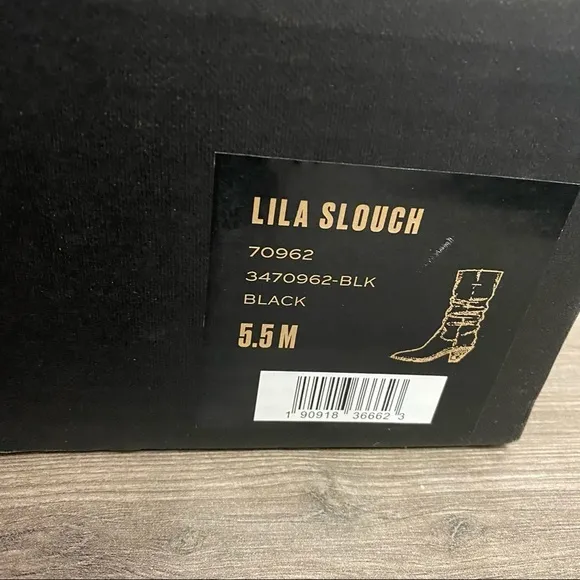 LILA SLOUCH
70962
3470962-BLK
BLACK
5.5 M
1 90918 36662 3